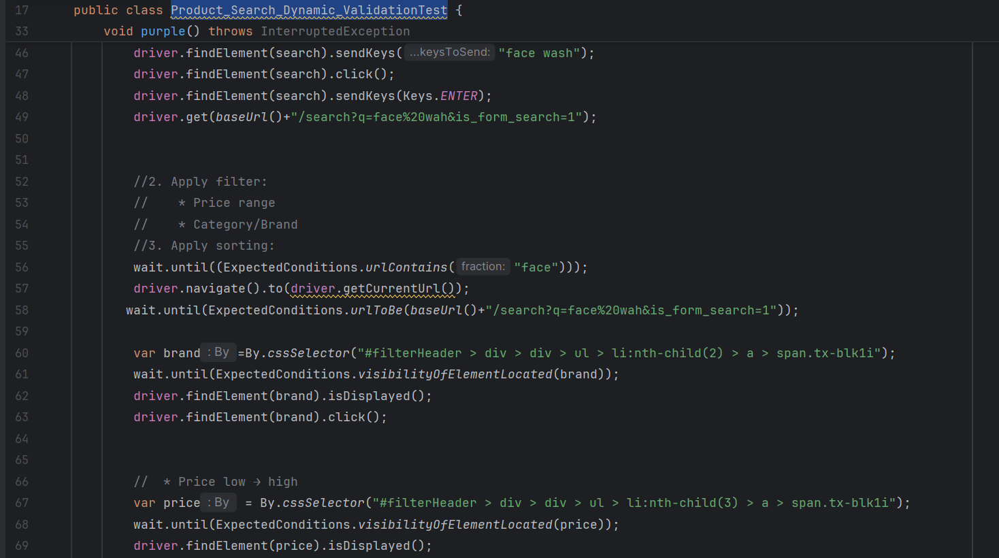 17 public class Product_Search_Dynamic_ValidationTest {
33 void purple() throws InterruptedException
46 driver.findElement(search).sendKeys( ...keysToSend: "face wash");
47 driver.findElement(search).click();
48 driver.findElement(search).sendKeys(Keys.ENTER);
49 driver.get(baseUrl()+"/search?q=face%20wah&is_form_search=1");
50
51
52 //2. Apply filter:
53 //    * Price range
54 //    * Category/Brand
55 //3. Apply sorting:
56 wait.until((ExpectedConditions.urlContains( fraction: "face")));
57 driver.navigate().to(driver.getCurrentUrl());
58 wait.until(ExpectedConditions.urlToBe(baseUrl()+"/search?q=face%20wah&is_form_search=1"));
59
60 var brand : By =By.cssSelector("#filterHeader > div > div > ul > li:nth-child(2) > a > span.tx-blk1i");
61 wait.until(ExpectedConditions.visibilityOfElementLocated(brand));
62 driver.findElement(brand).isDisplayed();
63 driver.findElement(brand).click();
64
65
66 //  * Price low → high
67 var price : By = By.cssSelector("#filterHeader > div > div > ul > li:nth-child(3) > a > span.tx-blk1i");
68 wait.until(ExpectedConditions.visibilityOfElementLocated(price));
69 driver.findElement(price).isDisplayed();